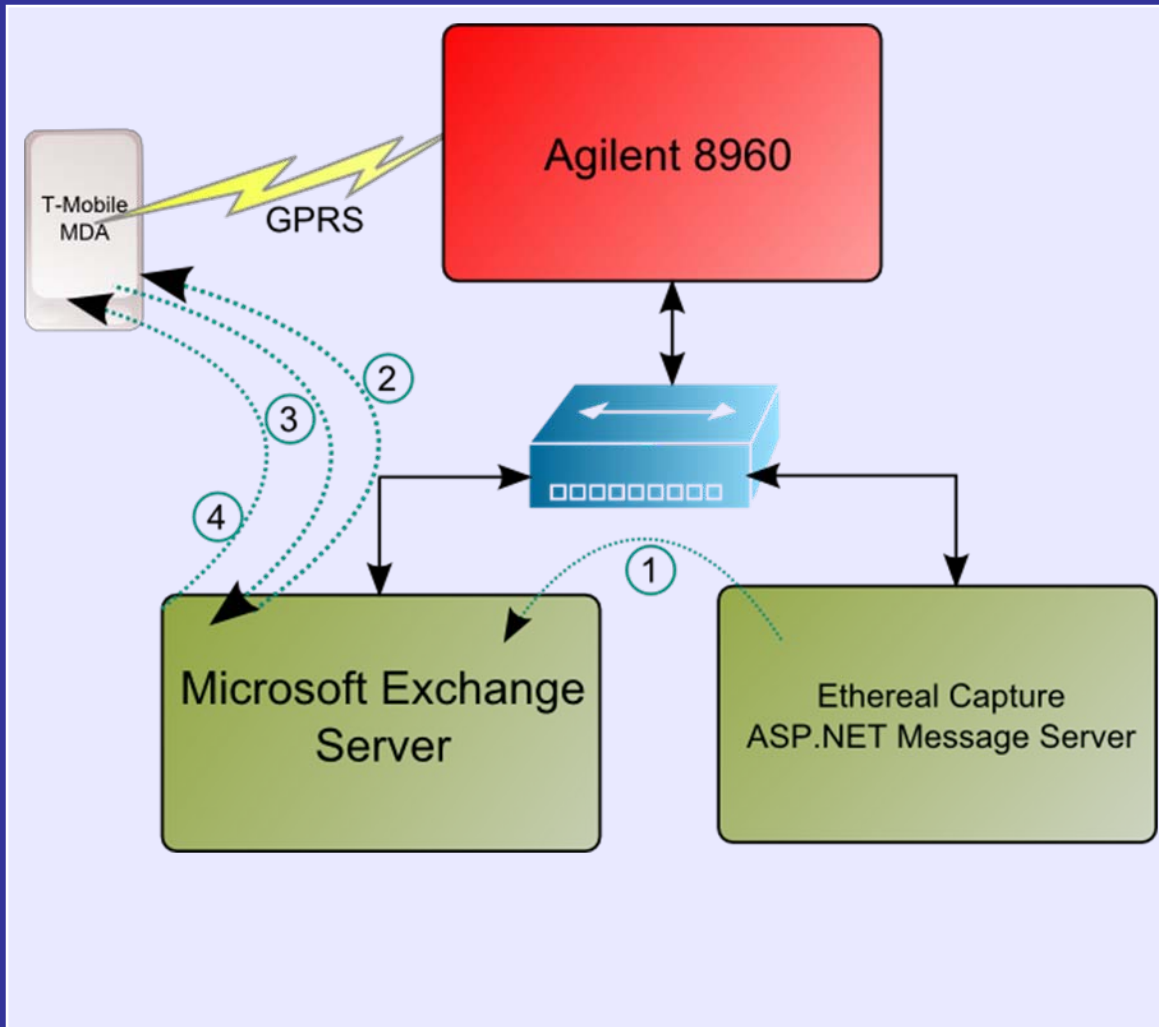 Agilent 8960
T-Mobile
MDA
GPRS
2
3
4
1
Microsoft Exchange
Server
Ethereal Capture
ASP.NET Message Server